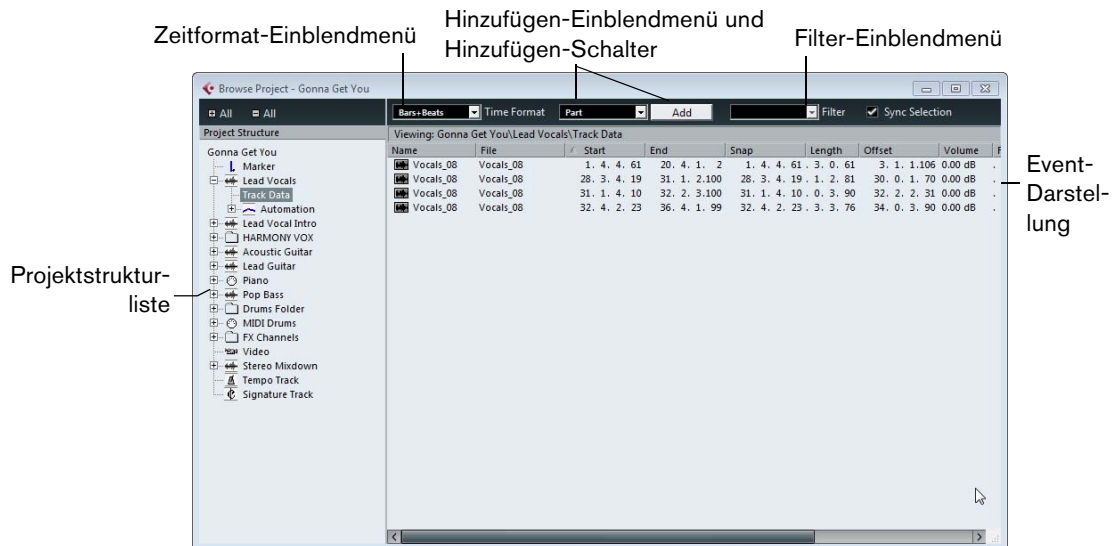 Zeitformat-Einblendmenü
Hinzufügen-Einblendmenü und
Hinzufügen-Schalter
Filter-Einblendmenü
Browse Project - Gonna Get You
All All
Bars+Beats Time Format Part Add Filter Sync Selection
Project Structure
Viewing: Gonna Get You\Lead Vocals\Track Data
Name File Start End Snap Length Offset Volume F
Vocals_08 Vocals_08 1. 4. 4. 61 20. 4. 1. 2 1. 4. 4. 61 . 3. 0. 61 3. 1. 1.106 0.00 dB .
Vocals_08 Vocals_08 28. 3. 4. 19 31. 1. 2.100 28. 3. 4. 19 . 1. 2. 81 30. 0. 1. 70 0.00 dB .
Vocals_08 Vocals_08 31. 1. 4. 10 32. 2. 3.100 31. 1. 4. 10 . 0. 3. 90 32. 2. 2. 31 0.00 dB .
Vocals_08 Vocals_08 32. 4. 2. 23 36. 4. 1. 99 32. 4. 2. 23 . 3. 3. 76 34. 0. 3. 90 0.00 dB .
Gonna Get You
Marker
Lead Vocals
Track Data
Automation
Lead Vocal Intro
HARMONY VOX
Acoustic Guitar
Lead Guitar
Piano
Pop Bass
Drums Folder
MIDI Drums
FX Channels
Video
Stereo Mixdown
Tempo Track
Signature Track
Projektstruktur-
liste
Event-
Darstel-
lung